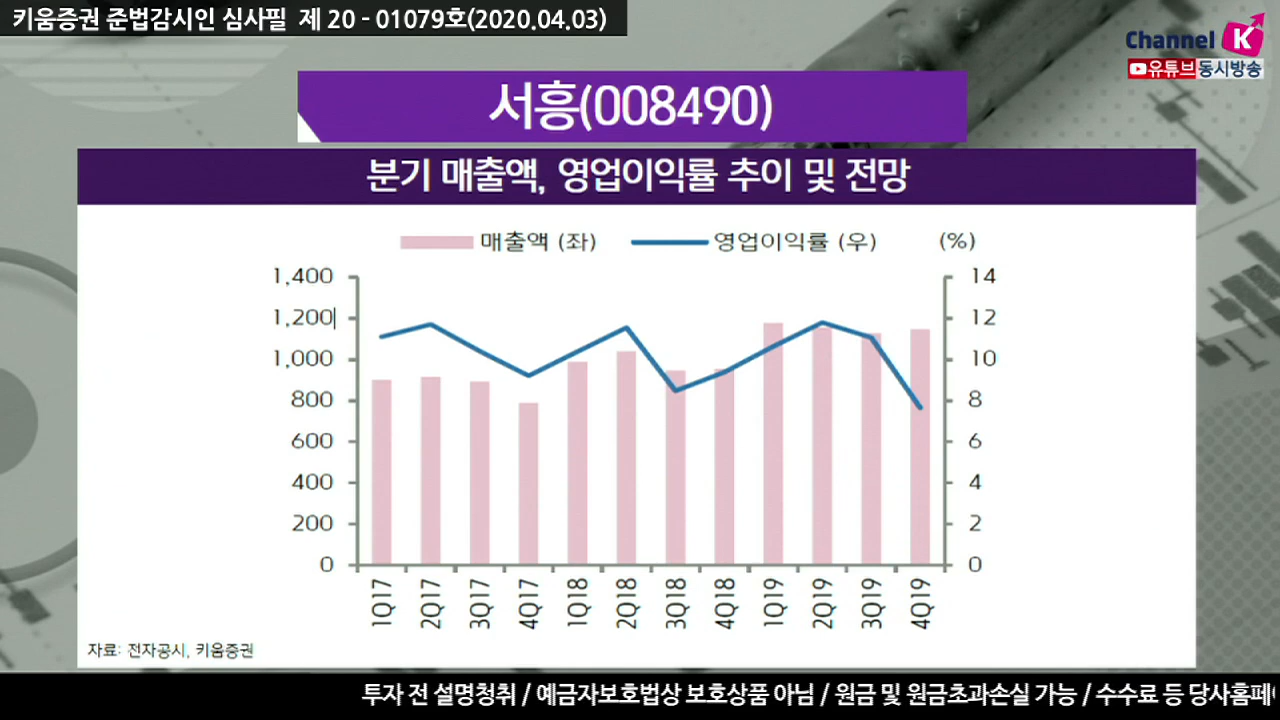 키움증권 준법감시인 심사필 제 20 - 01079호(2020.04.03)
Channel K
유튜브 동시방송
서흥(008490)
분기 매출액, 영업이익률 추이 및 전망
매출액 (좌) 영업이익률 (우) (%)
1,400 14
1,200 12
1,000 10
800 8
600 6
400 4
200 2
0 0
1Q17 2Q17 3Q17 4Q17 1Q18 2Q18 3Q18 4Q18 1Q19 2Q19 3Q19 4Q19
자료: 전자공시, 키움증권
투자 전 설명청취 / 예금자보호법상 보호상품 아님 / 원금 및 원금초과손실 가능 / 수수료 등 당사홈페